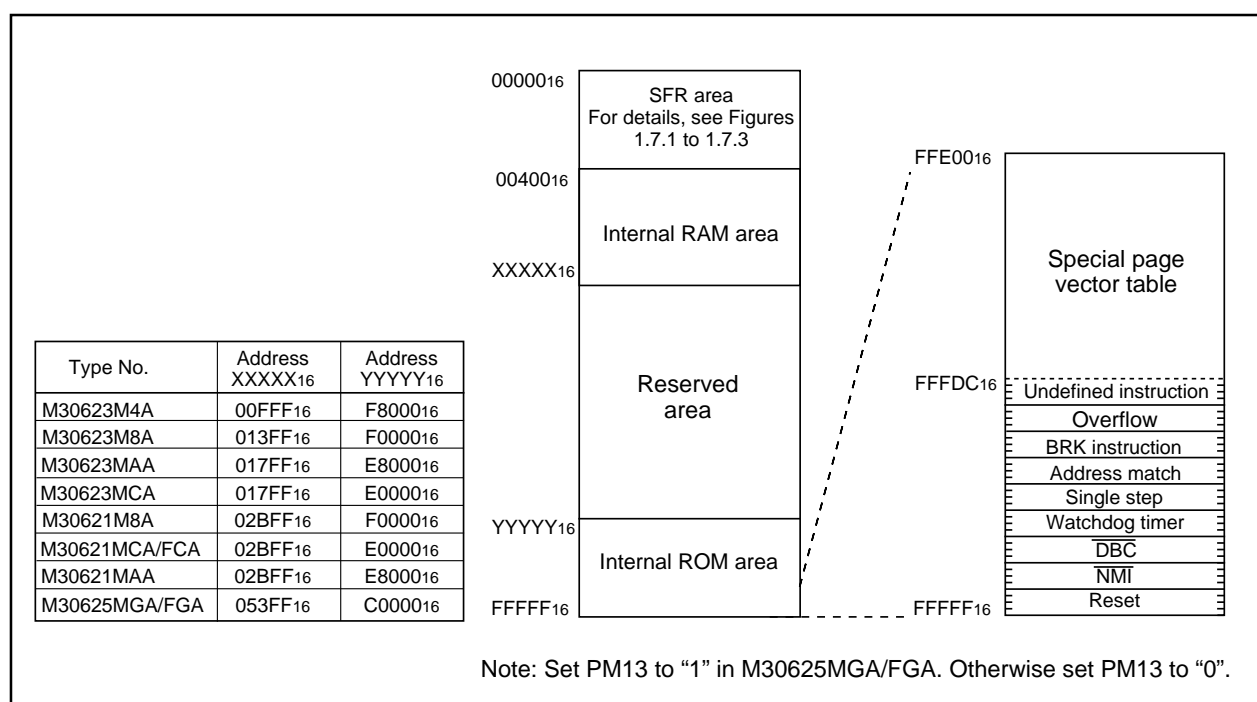 0000016
SFR area
For details, see Figures
1.7.1 to 1.7.3
0040016
Internal RAM area
XXXXX16
Reserved
area
YYYYY16
Internal ROM area
FFFFF16
FFE0016
Special page
vector table
FFFDC16
Undefined instruction
Overflow
BRK instruction
Address match
Single step
Watchdog timer
DBC
NMI
Reset
FFFFF16
Type No. Address XXXXX16 Address YYYYY16
M30623M4A 00FFF16 F800016
M30623M8A 013FF16 F000016
M30623MAA 017FF16 E800016
M30623MCA 017FF16 E000016
M30621M8A 02BFF16 F000016
M30621MCA/FCA 02BFF16 E000016
M30621MAA 02BFF16 E800016
M30625MGA/FGA 053FF16 C000016
Note: Set PM13 to “1” in M30625MGA/FGA. Otherwise set PM13 to “0”.